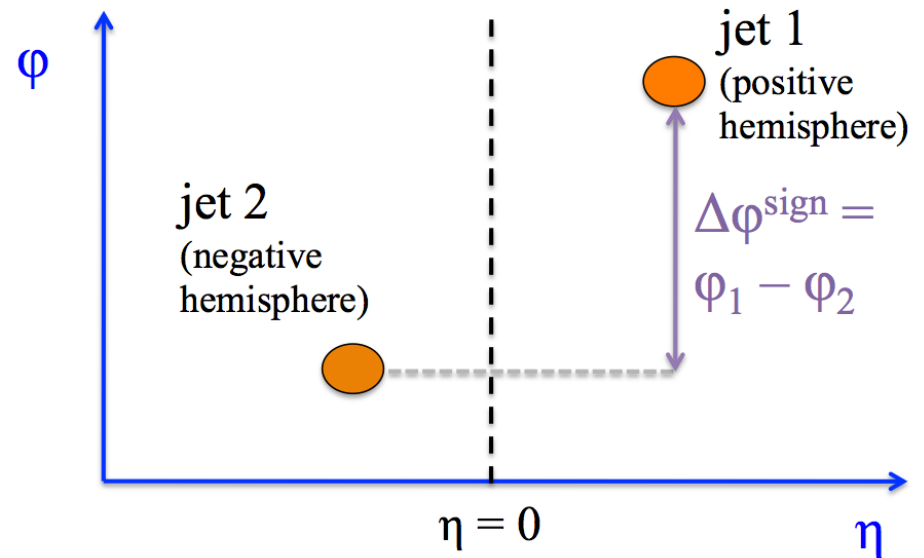 φ
jet 1
(positive
hemisphere)
jet 2
(negative
hemisphere)
Δφ^sign =
φ₁ − φ₂
η = 0
η